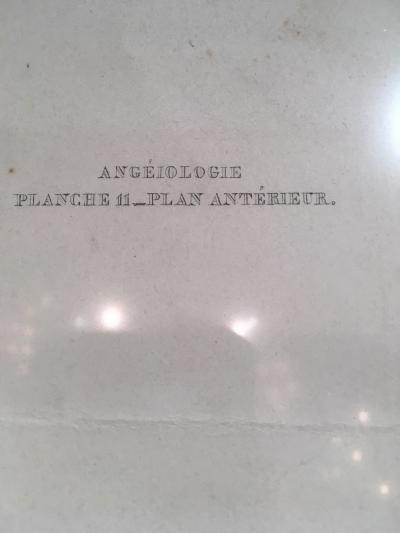 ANGÉIOLOGIE
PLANCHE 11_PLAN ANTÉRIEUR.